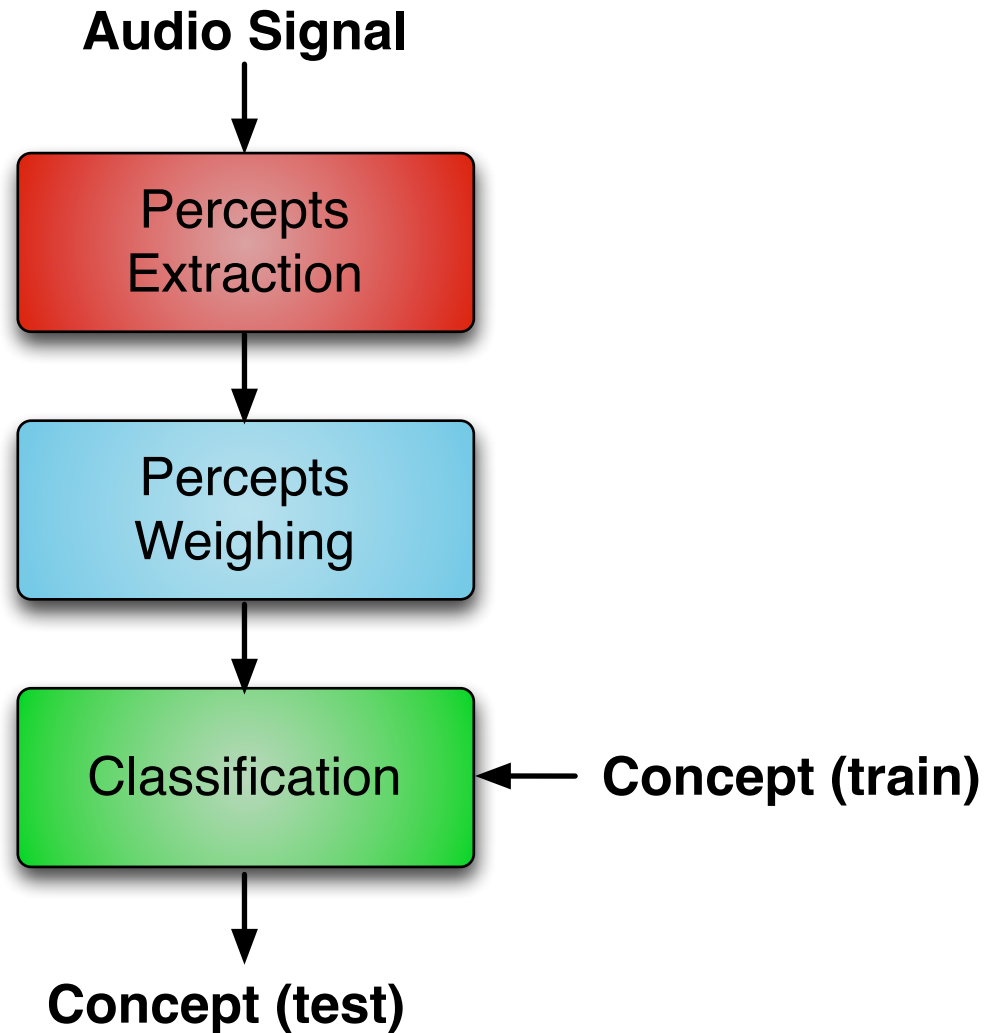 Audio Signal
Percepts
Extraction
Percepts
Weighing
Classification
Concept (train)
Concept (test)